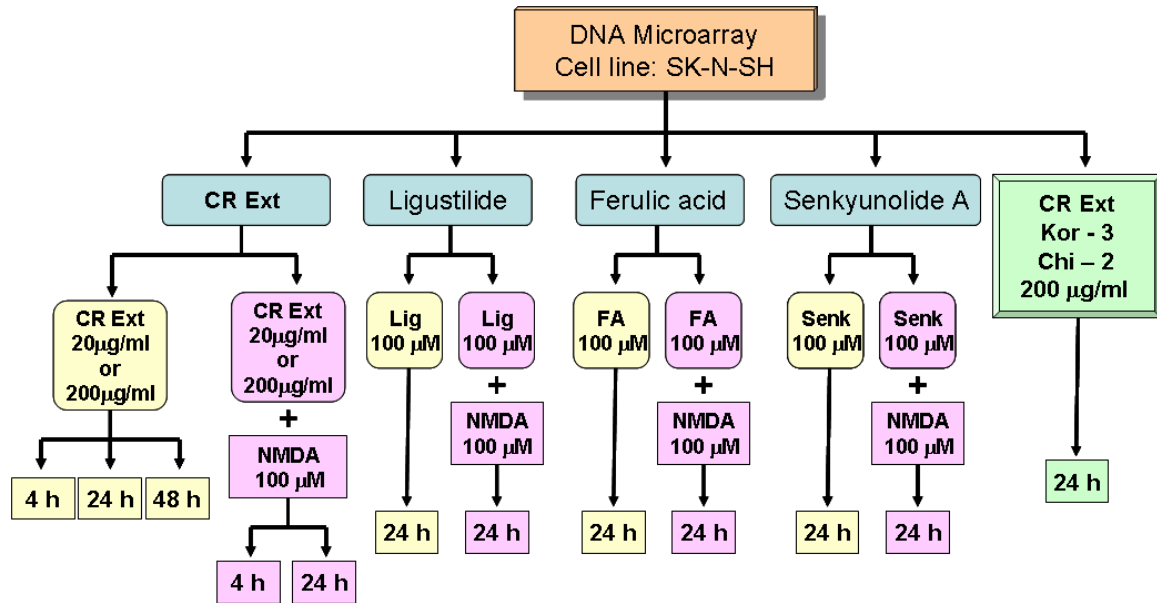 DNA Microarray
Cell line: SK-N-SH
CR Ext
Ligustilide
Ferulic acid
Senkyunolide A
CR Ext
Kor - 3
Chi – 2
200 μg/ml
CR Ext
20μg/ml
or
200μg/ml
CR Ext
20μg/ml
or
200μg/ml
+
NMDA
100 μM
Lig
100 μM
Lig
100 μM
+
NMDA
100 μM
FA
100 μM
FA
100 μM
+
NMDA
100 μM
Senk
100 μM
Senk
100 μM
+
NMDA
100 μM
4 h
24 h
48 h
4 h
24 h
24 h
24 h
24 h
24 h
24 h
24 h
24 h